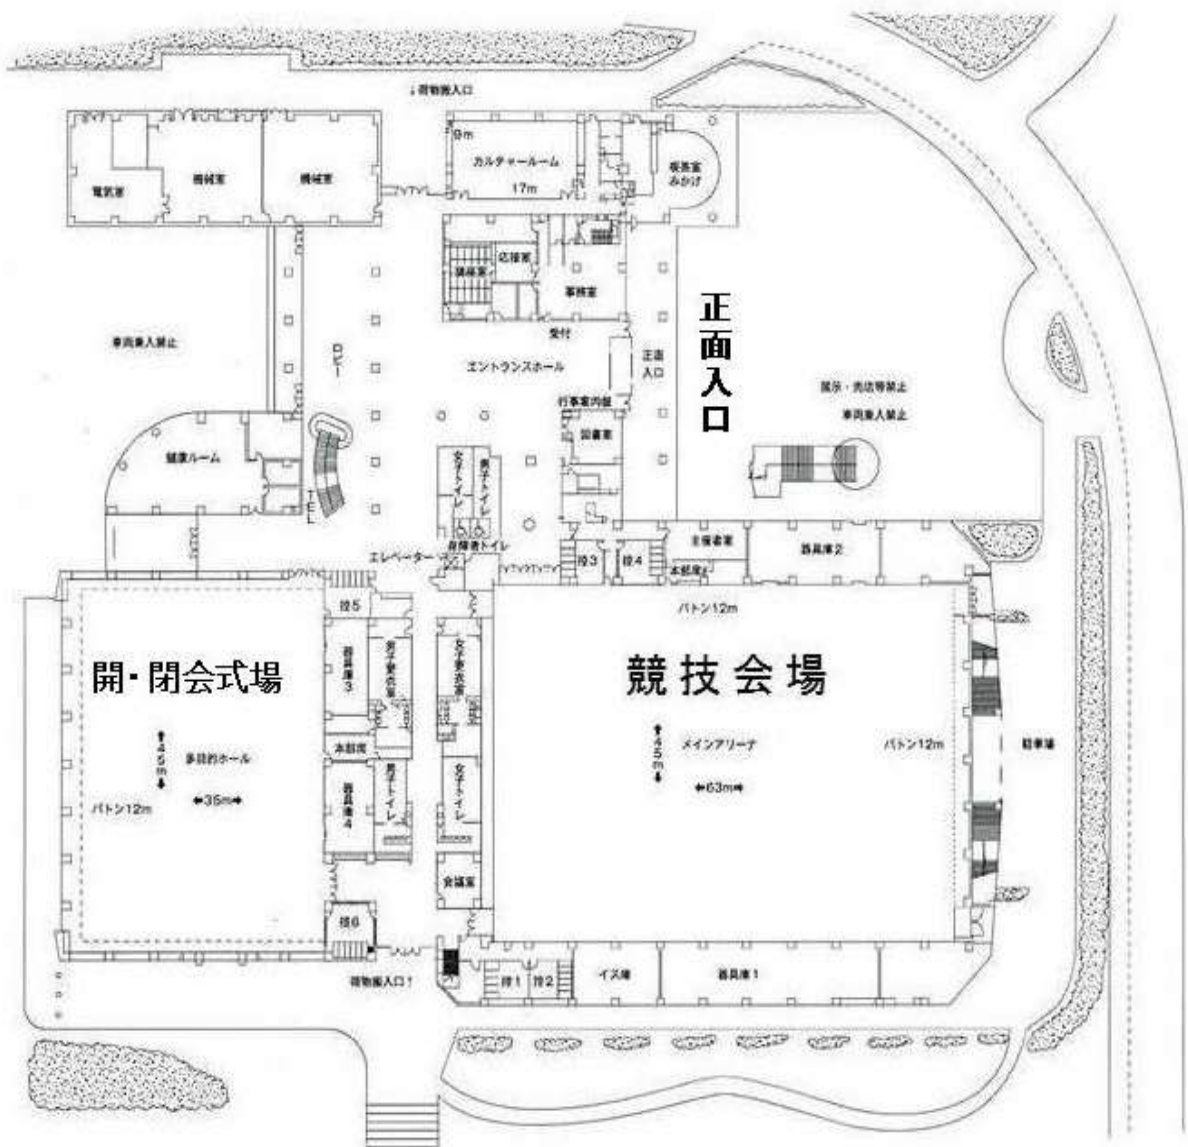 ↓荷物搬入口
9m
カルチャールーム
17m
喫茶室
みかげ
電気室
機械室
機械室
応接室
事務室
受付
正面入口
車両乗入禁止
ロビー
エントランスホール
正面
入口
行事案内盤
図書室
展示・売店等禁止
車両乗入禁止
健康ルーム
TEL
女子トイレ
男子トイレ
身障者トイレ
エレベーター
控3
控4
主催者室
本部席
器具庫2
バトン12m
控5
器具庫3
男子更衣室
女子更衣室
開・閉会式場
競技会場
45m
多目的ホール
←35m→
バトン12m
本部席
45m
メインアリーナ
←63m→
バトン12m
駐車場
器具庫4
男子トイレ
女子トイレ
会議室
控6
荷物搬入口↑
控1
控2
イス庫
器具庫1